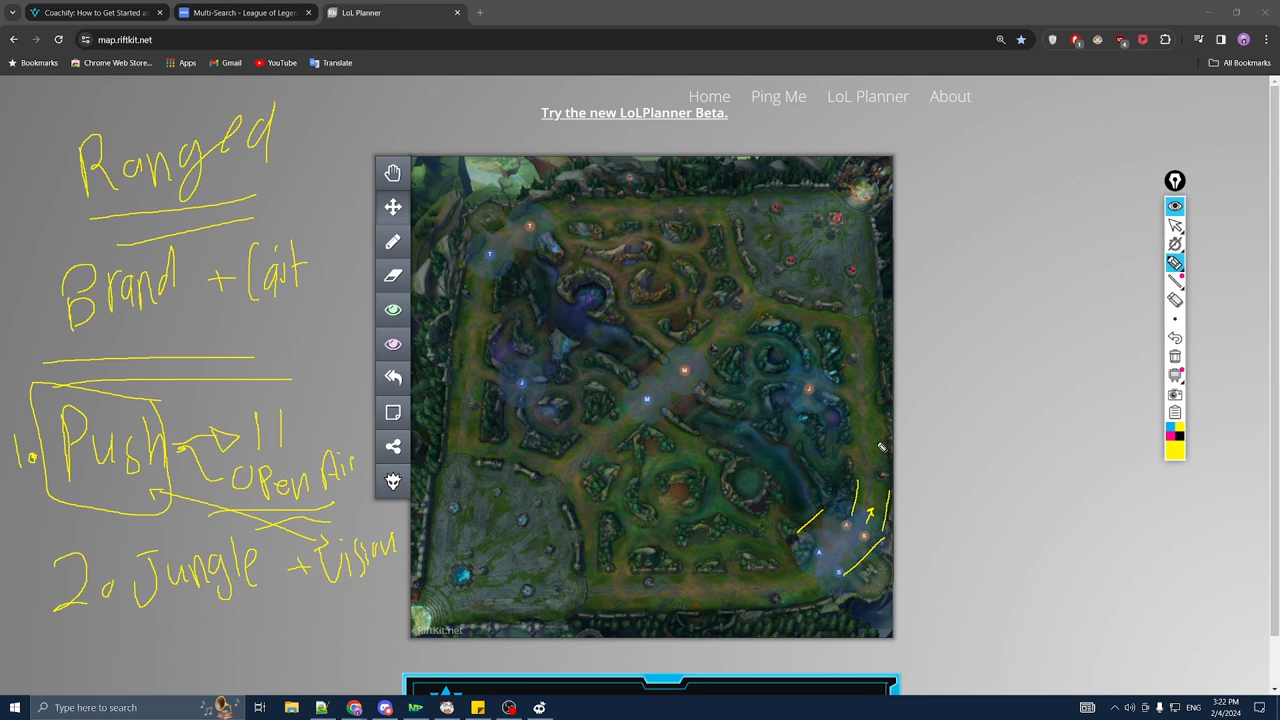 Coachify: How to Get Started as
Multi-Search - League of Legen
LoL Planner
map.riftkit.net
Bookmarks
Chrome Web Store...
Apps
Gmail
YouTube
Translate
All Bookmarks
Home
Ping Me
LoL Planner
About
Try the new LoLPlanner Beta.
Ranged
Brand + Cait
1. Push
Open Air
2. Jungle + Vision
T
T
J
M
M
J
A
S
A
S
RiftKit.net
Type here to search
ENG
3:22 PM
2/4/2024